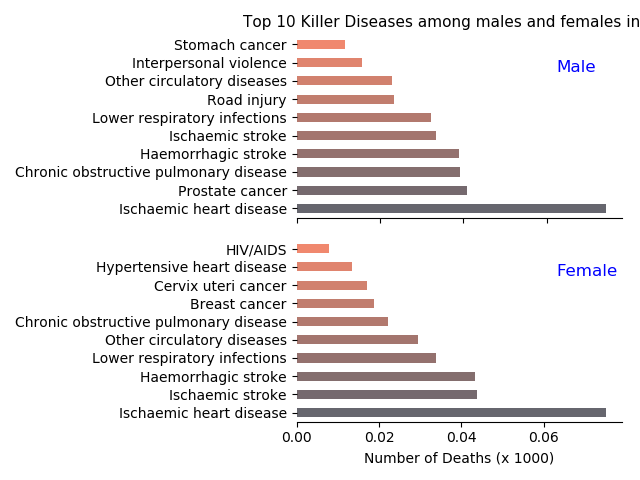 Top 10 Killer Diseases among males and females in
Stomach cancer
Interpersonal violence
Other circulatory diseases
Road injury
Lower respiratory infections
Ischaemic stroke
Haemorrhagic stroke
Chronic obstructive pulmonary disease
Prostate cancer
Ischaemic heart disease
Male
HIV/AIDS
Hypertensive heart disease
Cervix uteri cancer
Breast cancer
Chronic obstructive pulmonary disease
Other circulatory diseases
Lower respiratory infections
Haemorrhagic stroke
Ischaemic stroke
Ischaemic heart disease
Female
0.00 0.02 0.04 0.06
Number of Deaths (x 1000)